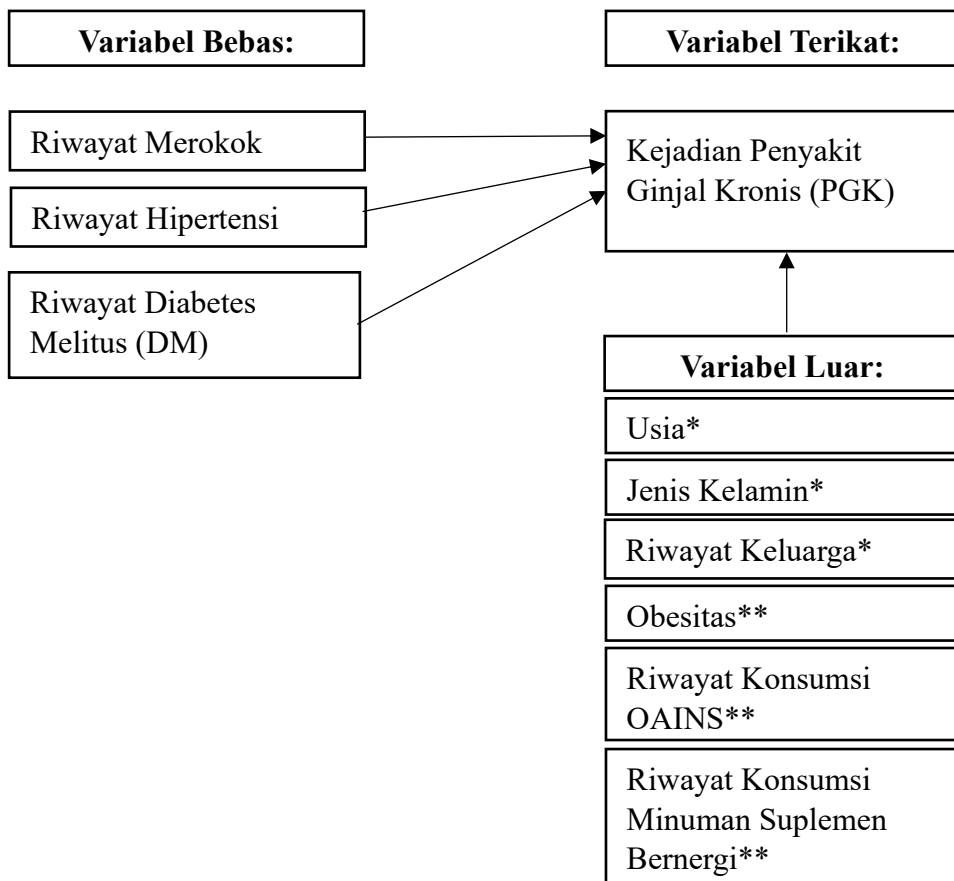 Variabel Bebas:
Riwayat Merokok
Riwayat Hipertensi
Riwayat Diabetes
Melitus (DM)
Variabel Terikat:
Kejadian Penyakit
Ginjal Kronis (PGK)
Variabel Luar:
Usia*
Jenis Kelamin*
Riwayat Keluarga*
Obesitas**
Riwayat Konsumsi
OAINS**
Riwayat Konsumsi
Minuman Suplemen
Bernergi**